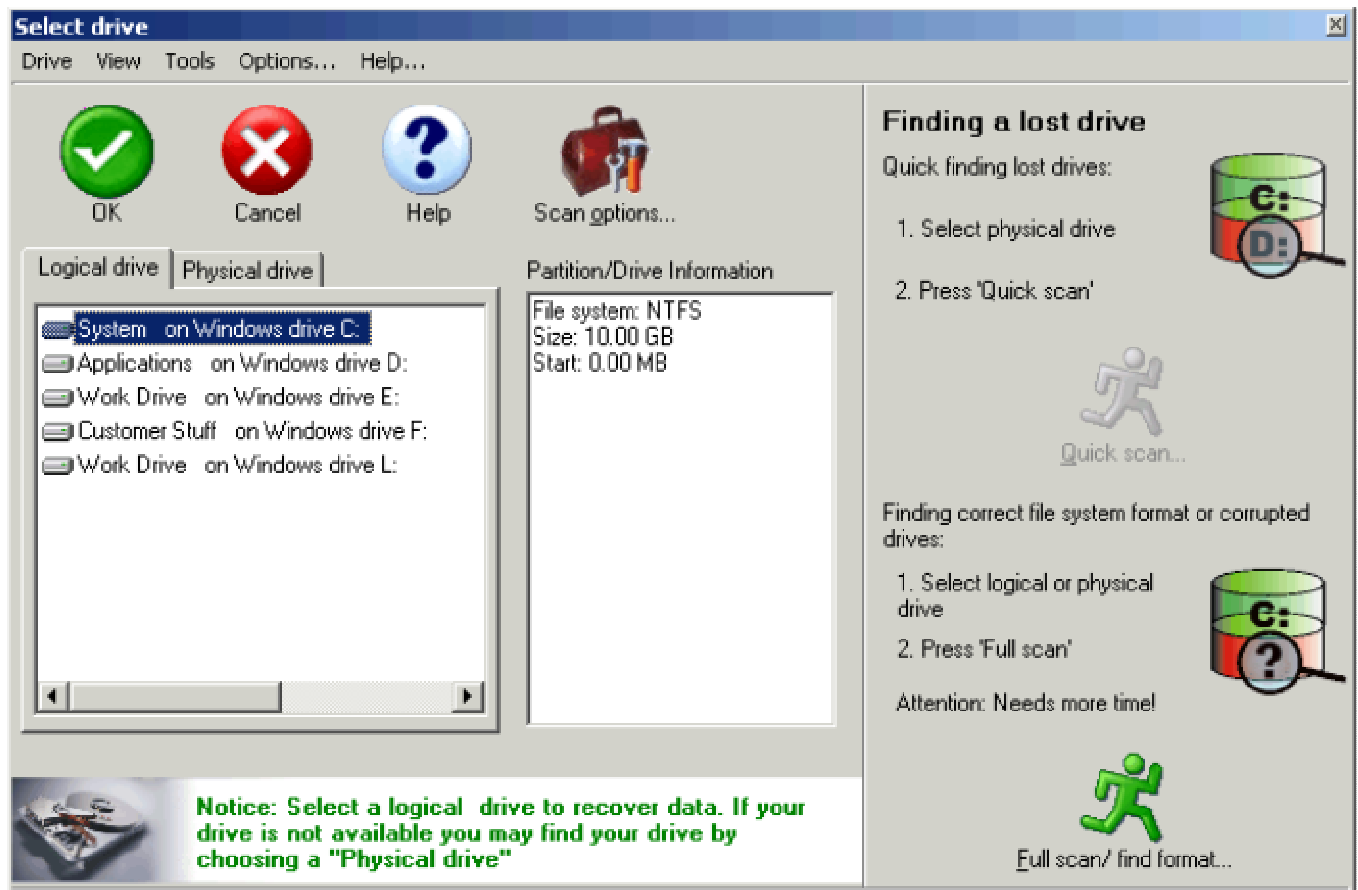 Select drive
Drive View Tools Options... Help...
OK Cancel Help Scan options...
Logical drive Physical drive
System on Windows drive C:
Applications on Windows drive D:
Work Drive on Windows drive E:
Customer Stuff on Windows drive F:
Work Drive on Windows drive L:
Partition/Drive Information
File system: NTFS
Size: 10.00 GB
Start: 0.00 MB
Notice: Select a logical drive to recover data. If your
drive is not available you may find your drive by
choosing a "Physical drive"
Finding a lost drive
Quick finding lost drives:
C:
D:
1. Select physical drive
2. Press 'Quick scan'
Quick scan...
Finding correct file system format or corrupted
drives:
1. Select logical or physical
drive
C:
?
2. Press 'Full scan'
Attention: Needs more time!
Full scan/ find format...